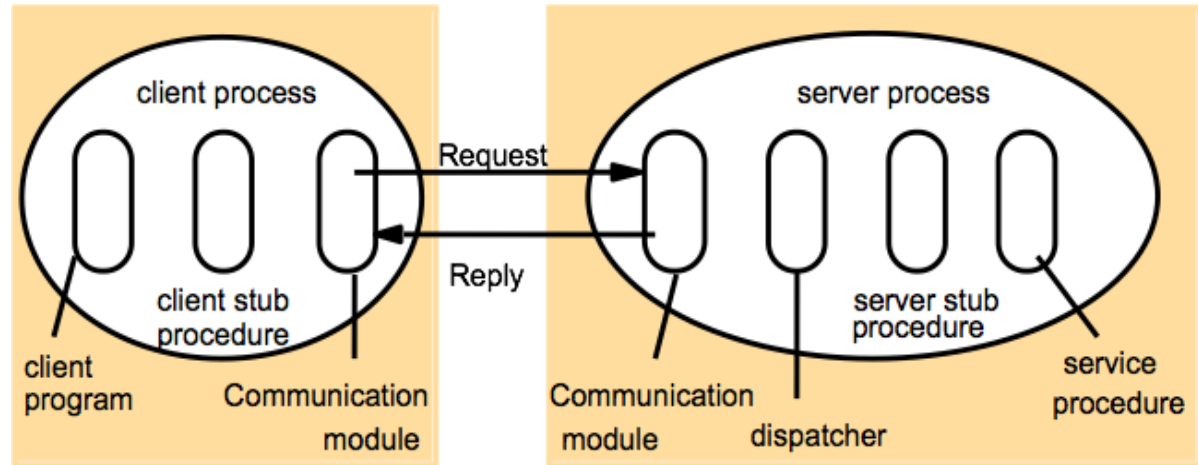 client process
server process
Request
Reply
client stub
procedure
server stub
procedure
client
program
Communication
module
Communication
module
dispatcher
service
procedure